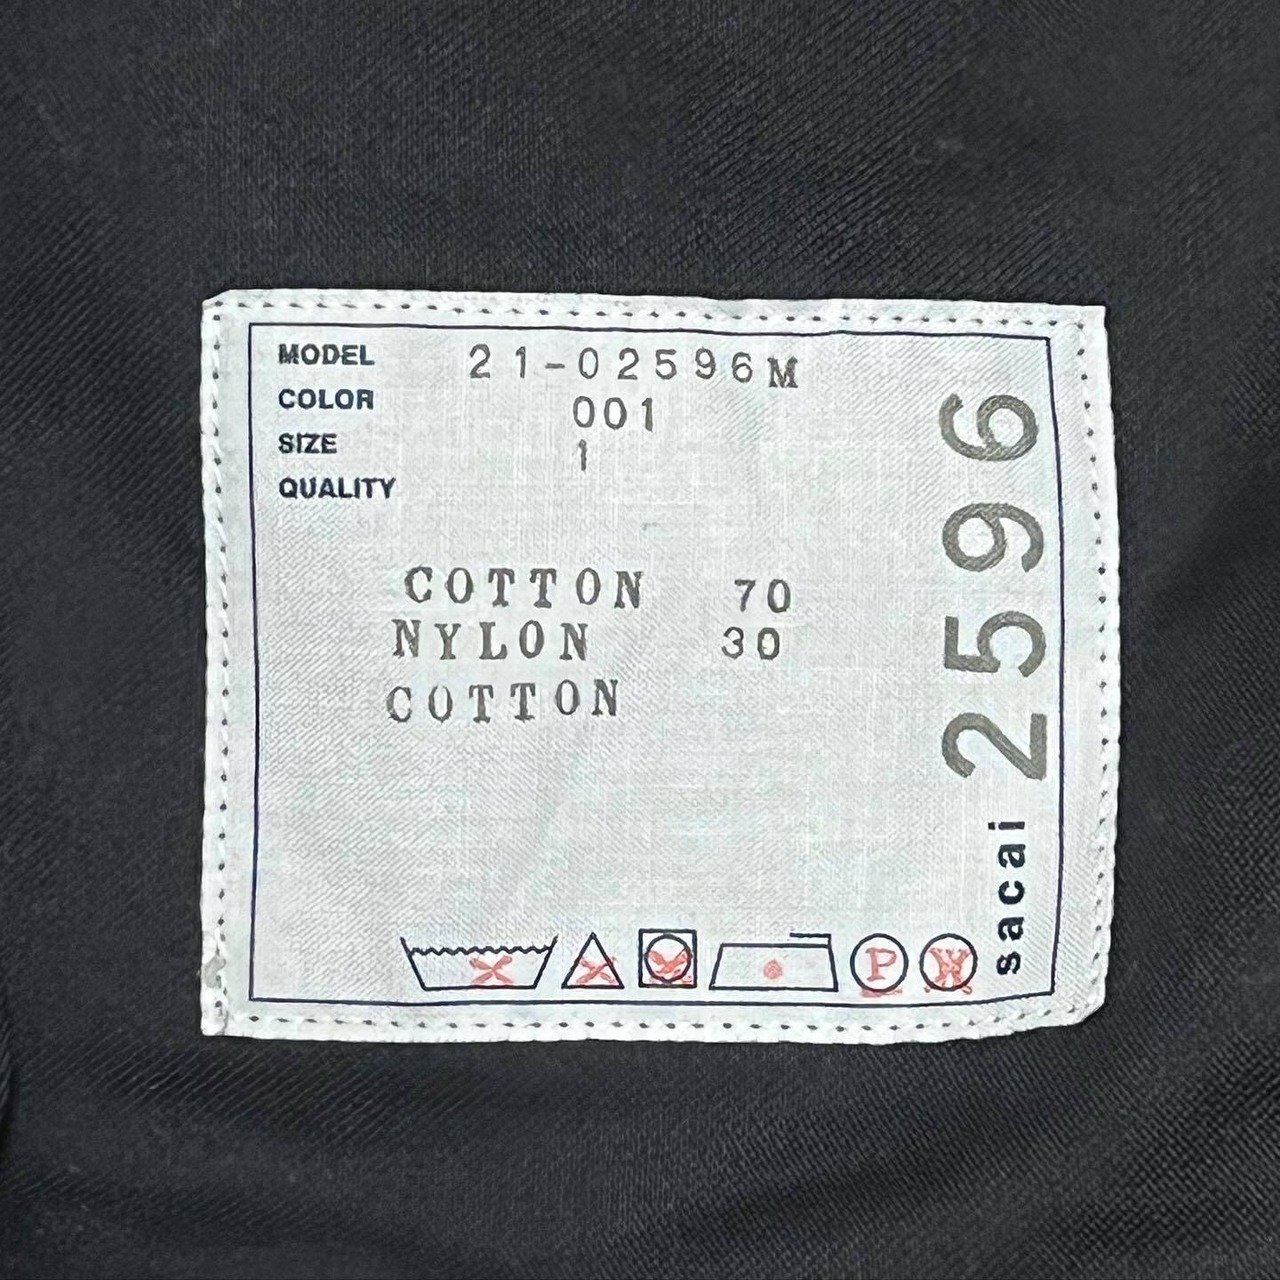 MODEL 21-02596M
COLOR 001
SIZE 1
QUALITY
COTTON 70
NYLON 30
COTTON
P W
sacai 2596